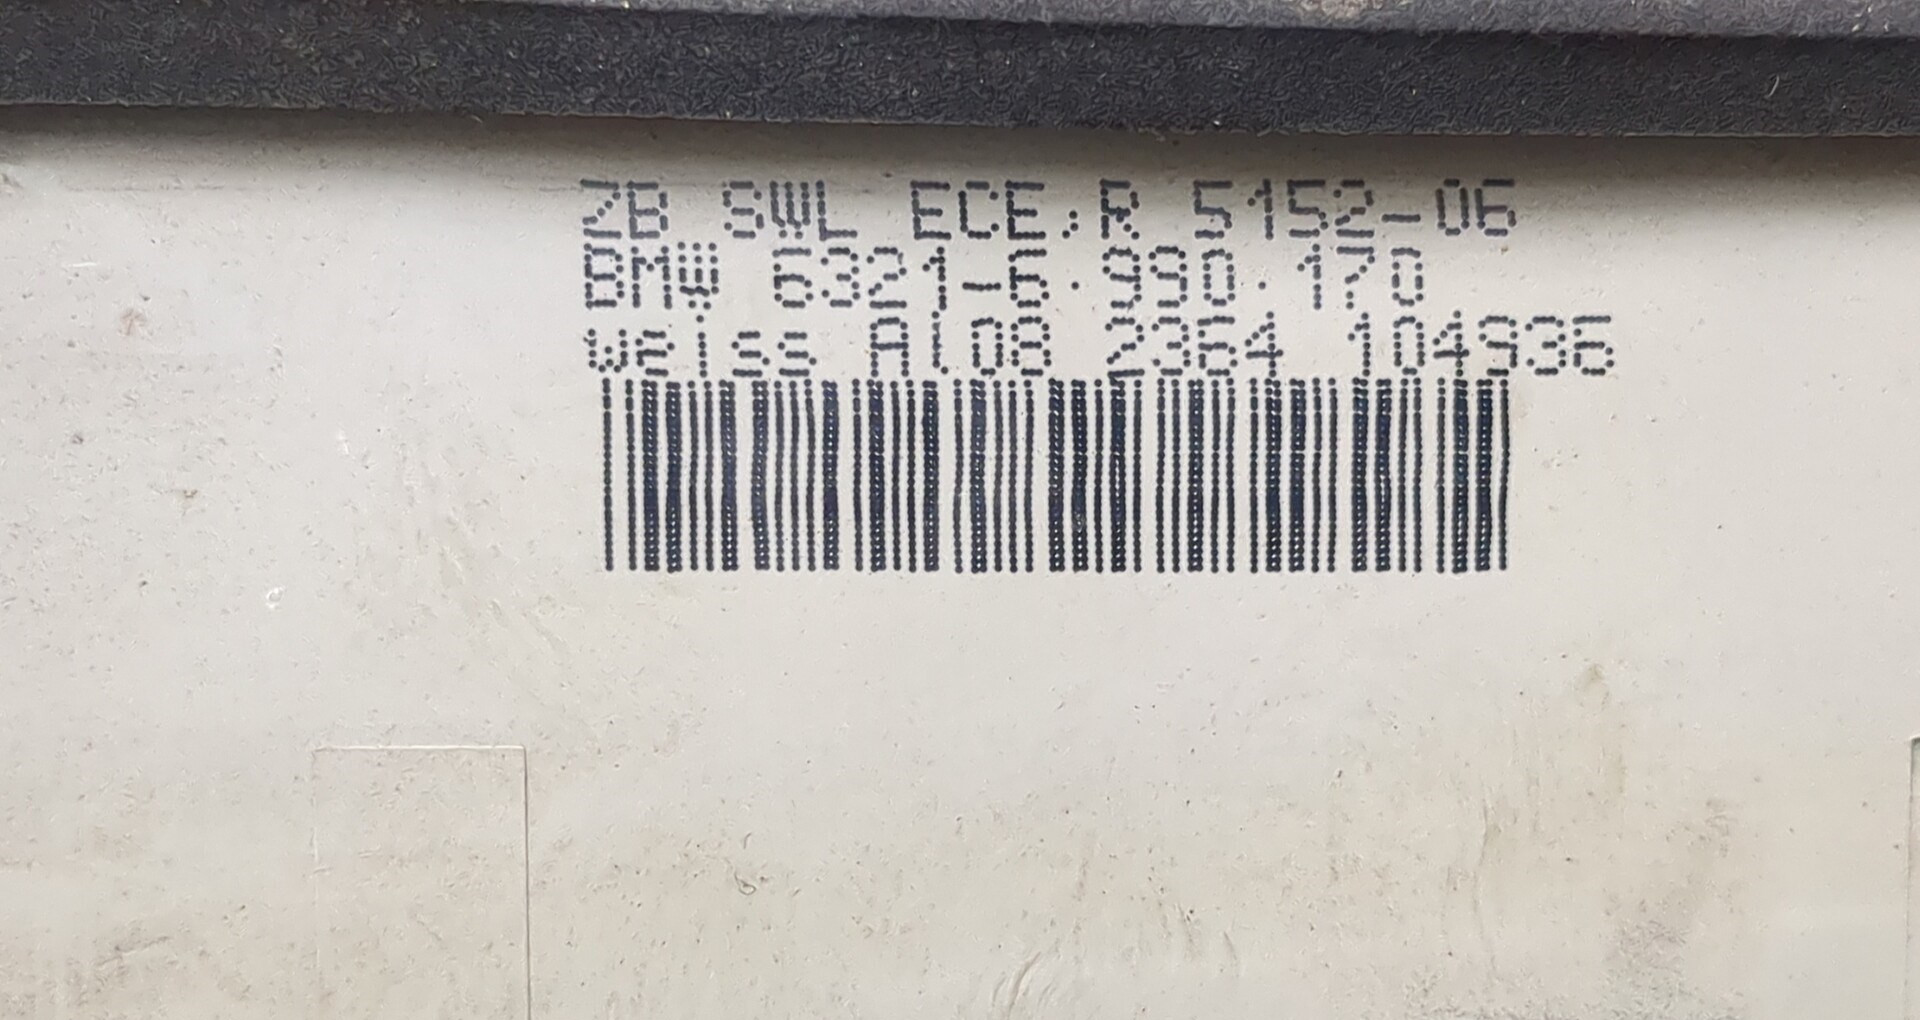 ZB SWL ECE,R 5152-06
BMW 6321-6.990.170
weiss Al08 2364 104936